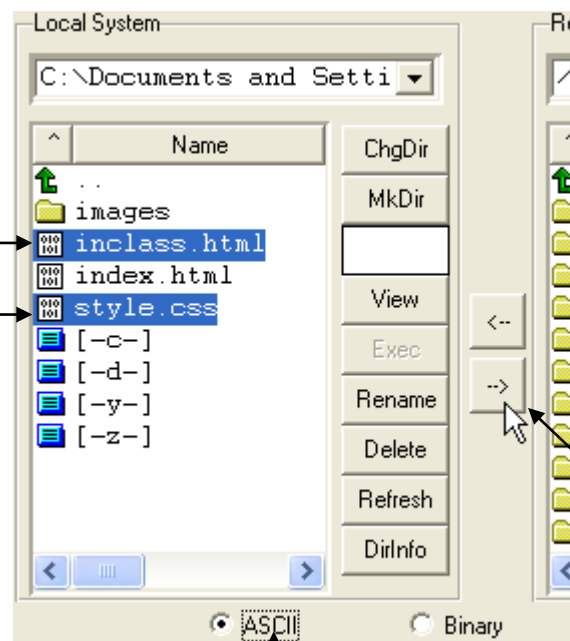 Local System
Re
C:\Documents and Setti
/
^ Name
ChgDir
..
MkDir
images
inclass.html
index.html
View
style.css
<--
[-c-]
Exec
[-d-]
-->
[-y-]
Rename
[-z-]
Delete
Refresh
DirInfo
ASCII Binary